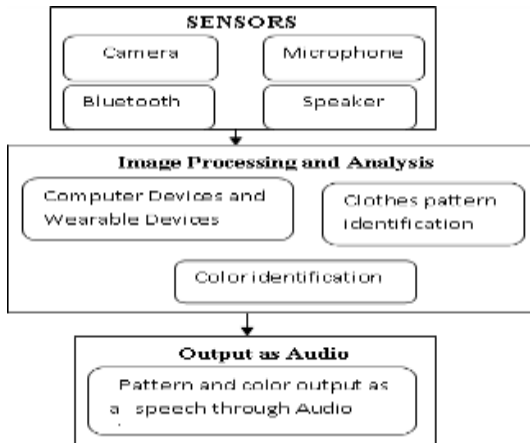 SENSORS
Camera
Microphone
Bluetooth
Speaker
Image Processing and Analysis
Computer Devices and
Wearable Devices
Clothes pattern
identification
Color identification
Output as Audio
Pattern and color output as
a speech through Audio